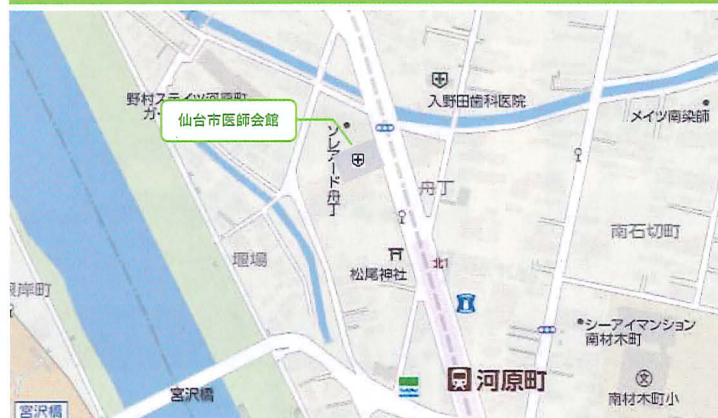 野村ステイツ河原町
ガ
仙台市医師会館
入野田歯科医院
メイツ南染師
ソレアード舟丁
舟丁
南石切町
堰場
松尾神社
北1
岸町
シーアイマンション
南材木町
河原町
南材木町小
宮沢橋
宮沢橋